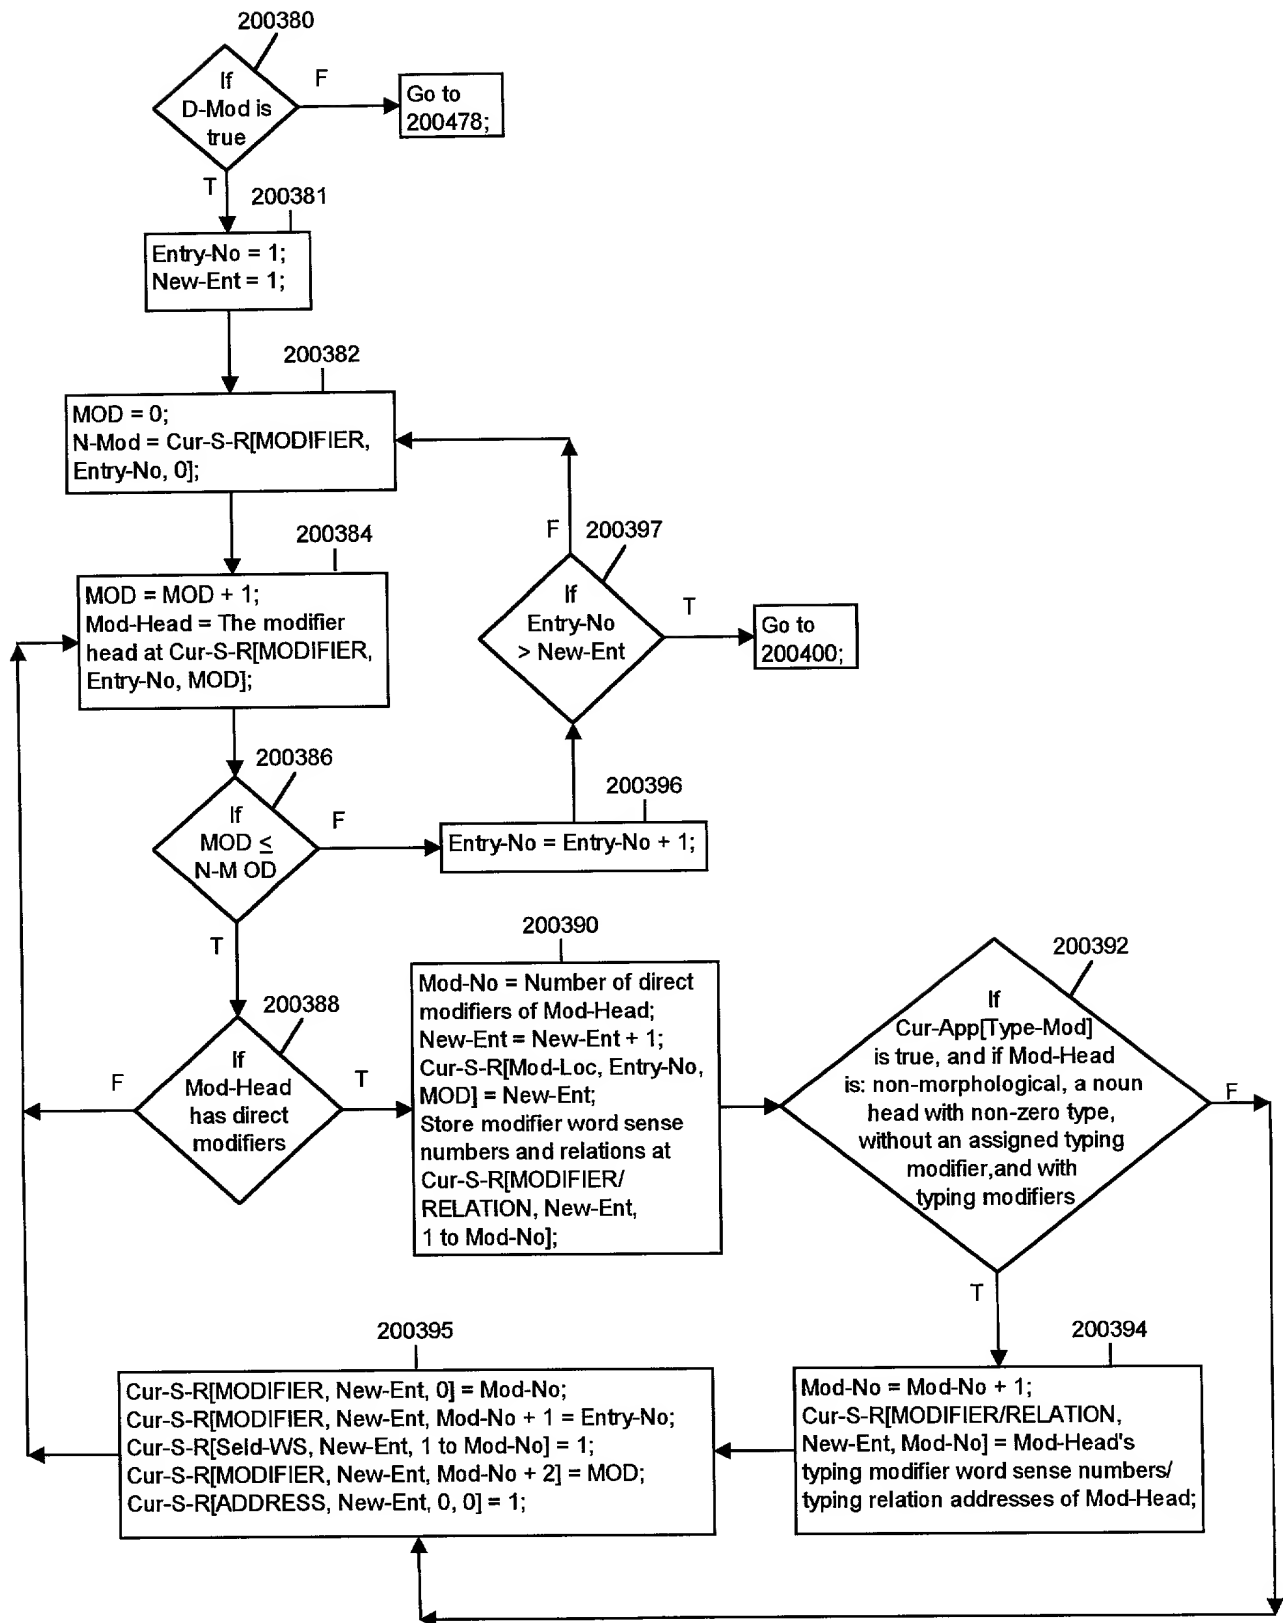 200380
If
D-Mod is
true
F
Go to
200478;
T
200381
Entry-No = 1;
New-Ent = 1;
200382
MOD = 0;
N-Mod = Cur-S-R[MODIFIER,
Entry-No, 0];
200384
MOD = MOD + 1;
Mod-Head = The modifier
head at Cur-S-R[MODIFIER,
Entry-No, MOD];
F
200397
If
Entry-No
> New-Ent
T
Go to
200400;
200386
If
MOD ≤
N-M OD
F
200396
Entry-No = Entry-No + 1;
T
200388
If
Mod-Head
has direct
modifiers
F
T
200390
Mod-No = Number of direct
modifiers of Mod-Head;
New-Ent = New-Ent + 1;
Cur-S-R[Mod-Loc, Entry-No,
MOD] = New-Ent;
Store modifier word sense
numbers and relations at
Cur-S-R[MODIFIER/
RELATION, New-Ent,
1 to Mod-No];
200392
If
Cur-App[Type-Mod]
is true, and if Mod-Head
is: non-morphological, a noun
head with non-zero type,
without an assigned typing
modifier,and with
typing modifiers
F
T
200394
Mod-No = Mod-No + 1;
Cur-S-R[MODIFIER/RELATION,
New-Ent, Mod-No] = Mod-Head's
typing modifier word sense numbers/
typing relation addresses of Mod-Head;
200395
Cur-S-R[MODIFIER, New-Ent, 0] = Mod-No;
Cur-S-R[MODIFIER, New-Ent, Mod-No + 1 = Entry-No;
Cur-S-R[Seld-WS, New-Ent, 1 to Mod-No] = 1;
Cur-S-R[MODIFIER, New-Ent, Mod-No + 2] = MOD;
Cur-S-R[ADDRESS, New-Ent, 0, 0] = 1;